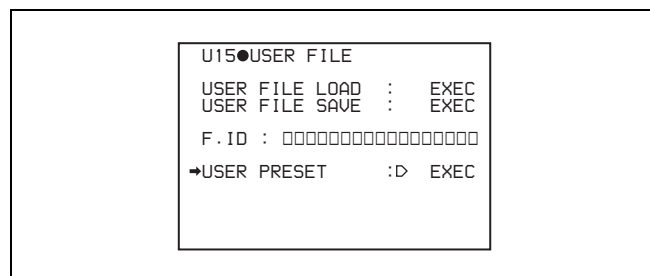 U15●USER FILE
USER FILE LOAD : EXEC
USER FILE SAVE : EXEC
F.ID : □□□□□□□□□□□□□□□□□□
➡USER PRESET :▷ EXEC